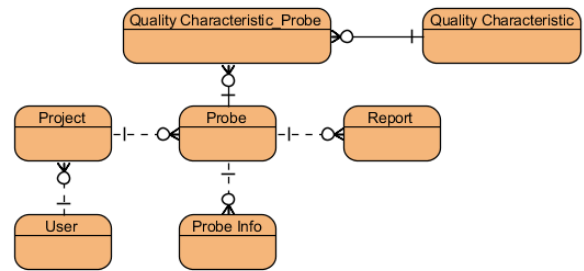 Quality Characteristic_Probe
Quality Characteristic
Project
Probe
Report
User
Probe Info